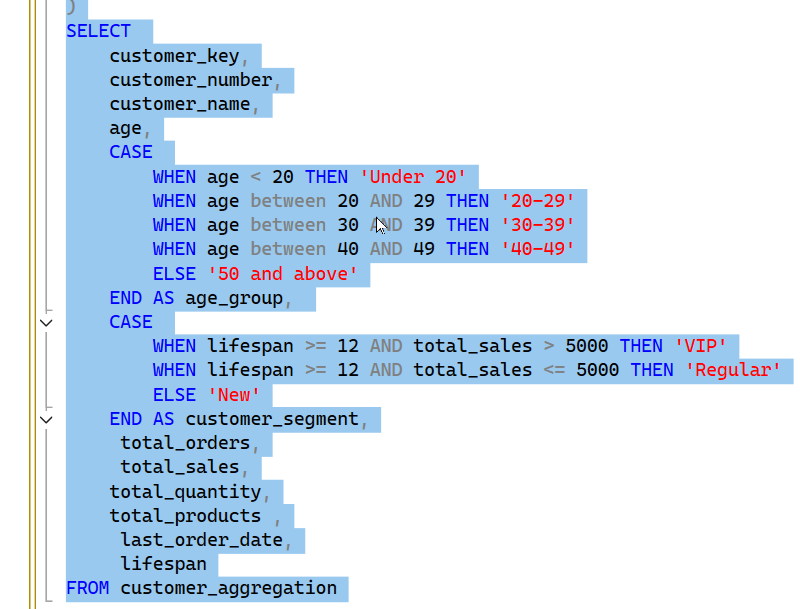 )
SELECT
customer_key,
customer_number,
customer_name,
age,
CASE
WHEN age < 20 THEN 'Under 20'
WHEN age between 20 AND 29 THEN '20-29'
WHEN age between 30 AND 39 THEN '30-39'
WHEN age between 40 AND 49 THEN '40-49'
ELSE '50 and above'
END AS age_group,
CASE
WHEN lifespan >= 12 AND total_sales > 5000 THEN 'VIP'
WHEN lifespan >= 12 AND total_sales <= 5000 THEN 'Regular'
ELSE 'New'
END AS customer_segment,
total_orders,
total_sales,
total_quantity,
total_products ,
last_order_date,
lifespan
FROM customer_aggregation